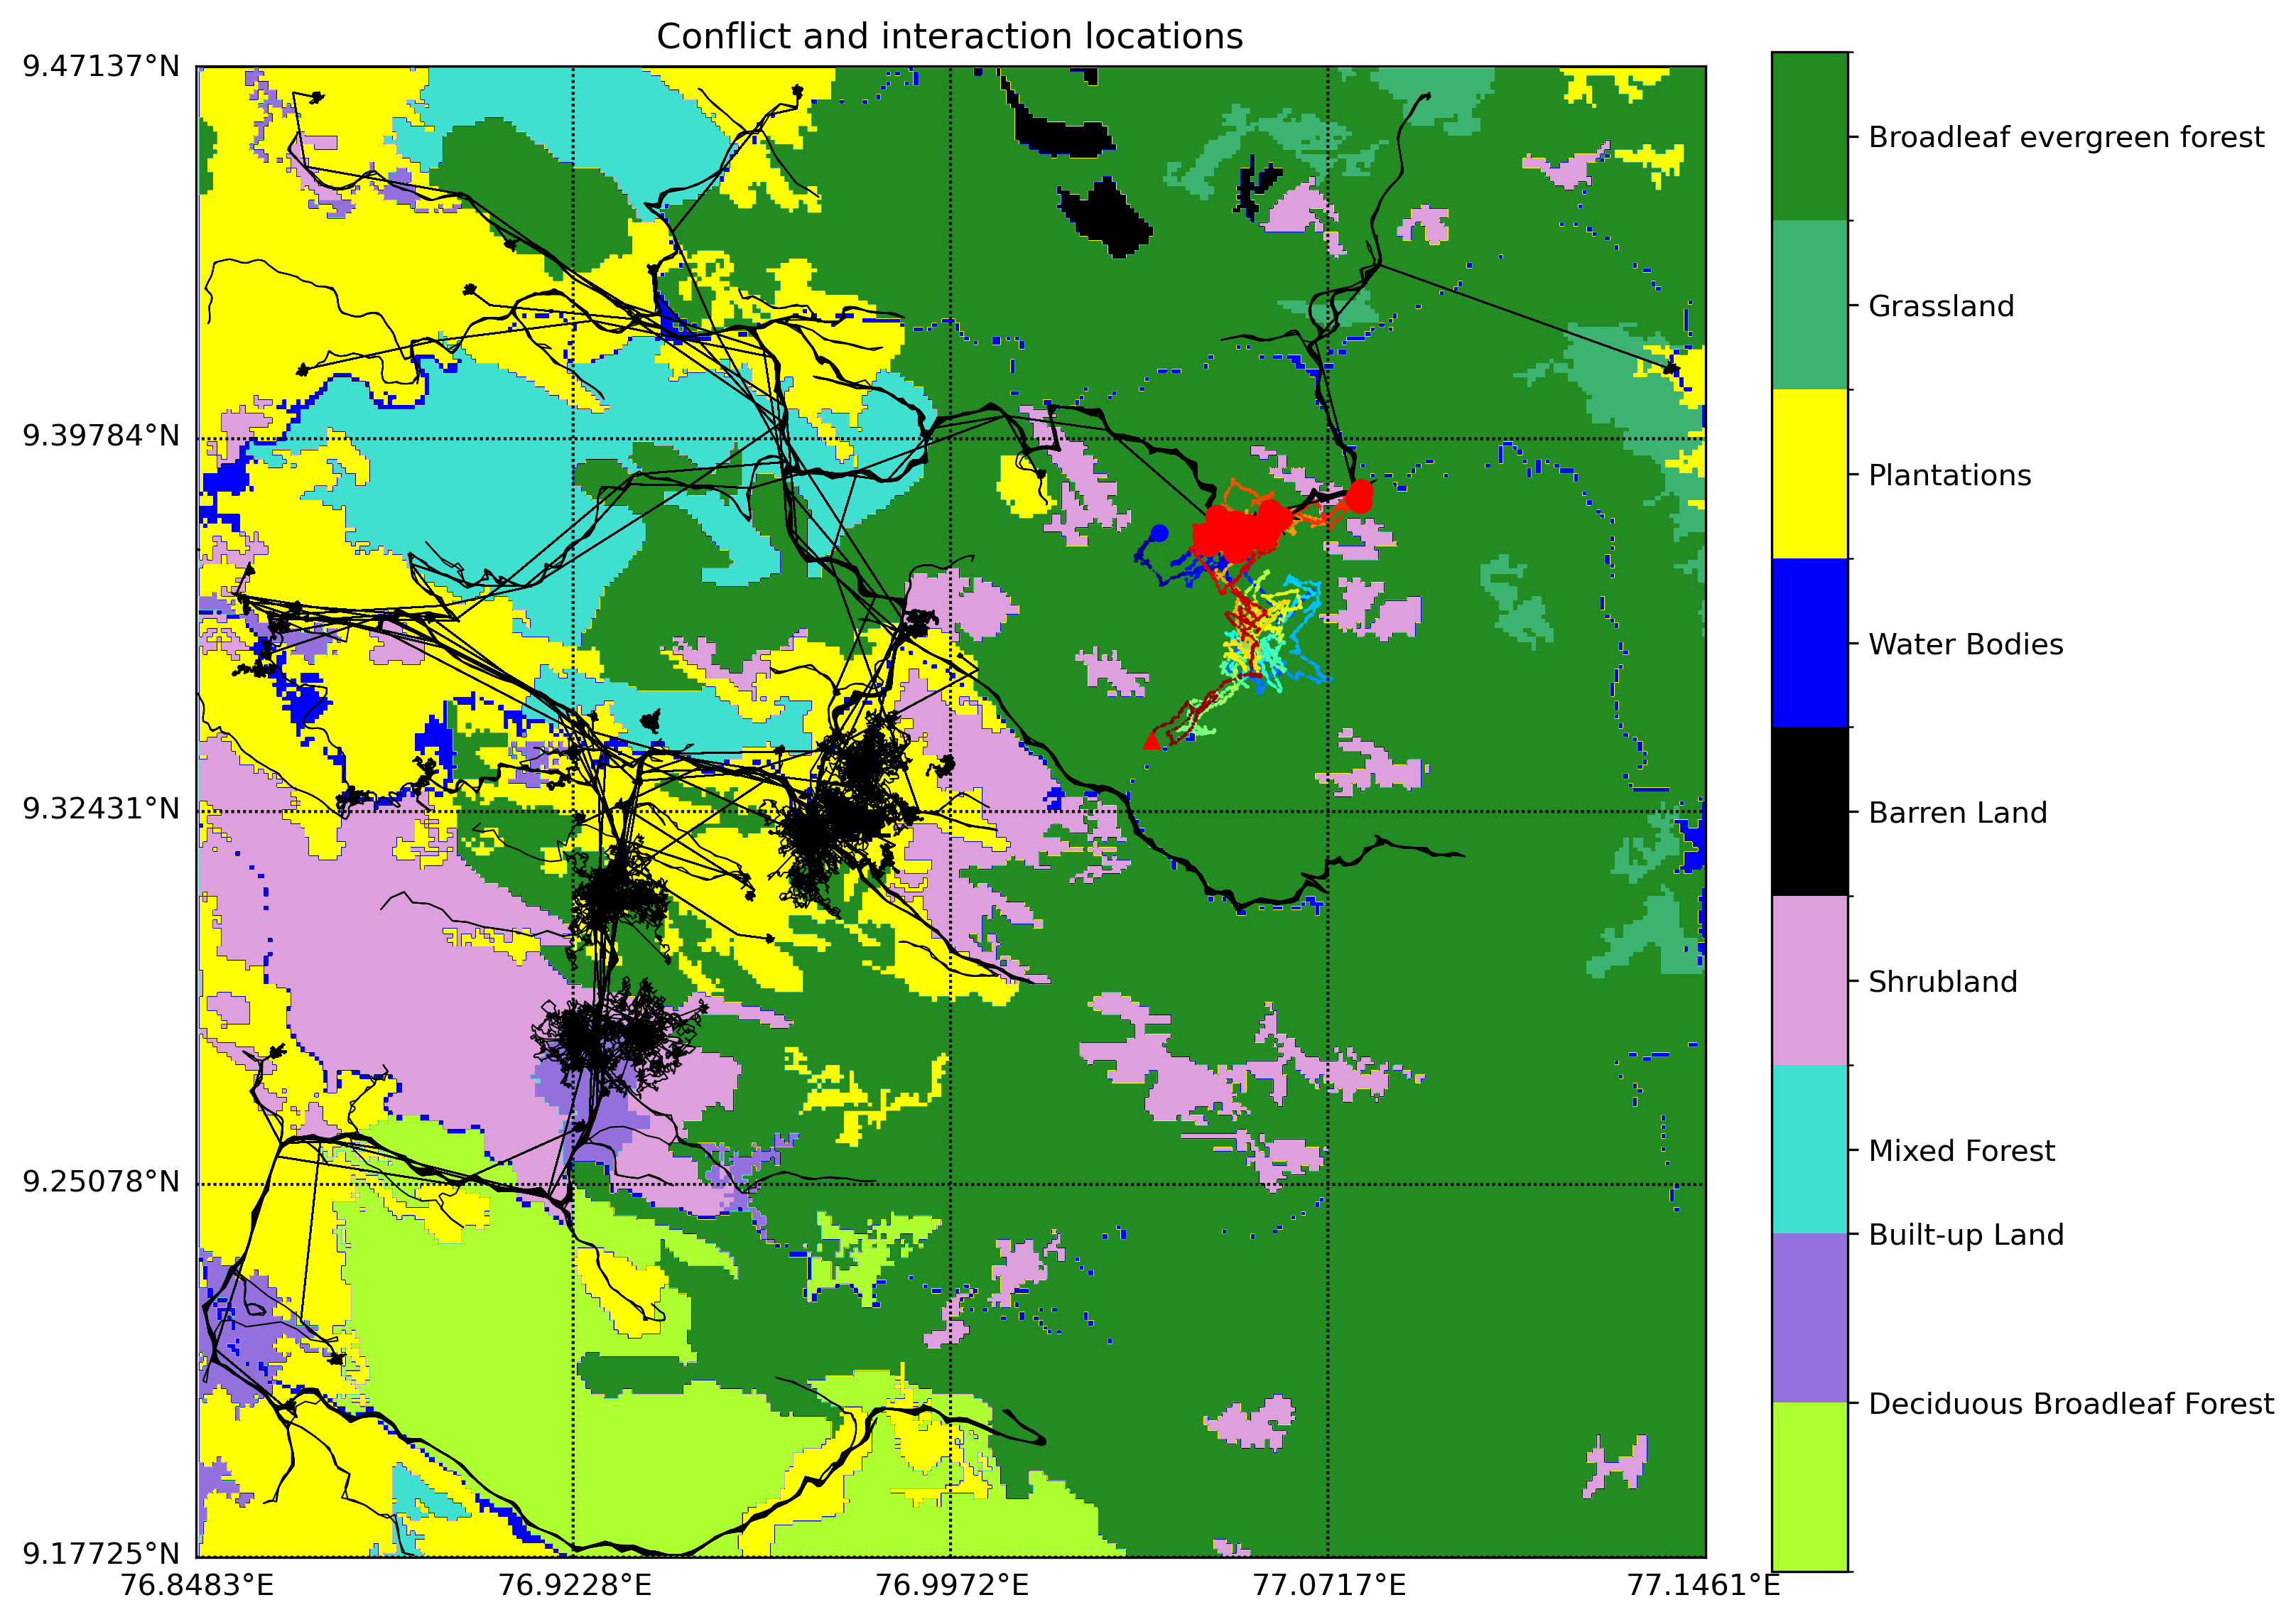 Conflict and interaction locations
9.47137°N
9.39784°N
9.32431°N
9.25078°N
9.17725°N
76.8483°E
76.9228°E
76.9972°E
77.0717°E
77.1461°E
Broadleaf evergreen forest
Grassland
Plantations
Water Bodies
Barren Land
Shrubland
Mixed Forest
Built-up Land
Deciduous Broadleaf Forest